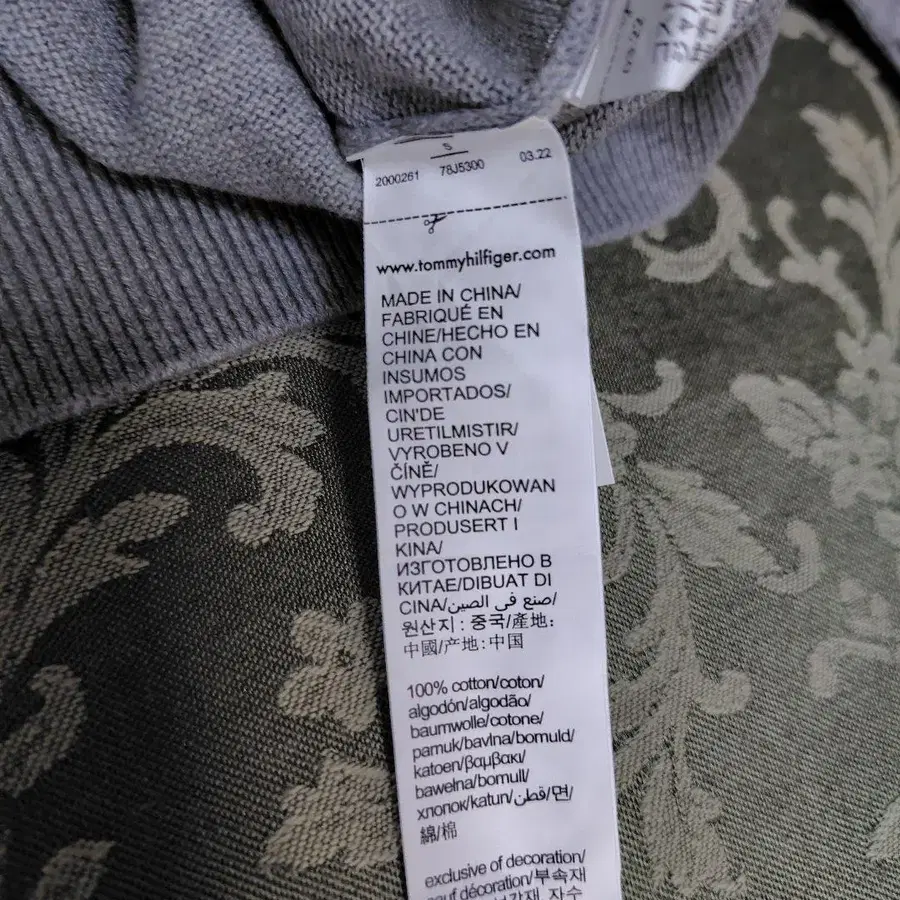 S
2000261 78J5300 03.22
www.tommyhilfiger.com
MADE IN CHINA/
FABRIQUÉ EN
CHINE/HECHO EN
CHINA CON
INSUMOS
IMPORTADOS/
CIN'DE
URETILMISTIR/
VYROBENO V
ČÍNĚ/
WYPRODUKOWAN
O W CHINACH/
PRODUSERT I
KINA/
ИЗГОТОВЛЕНО В
КИТАЕ/DIBUAT DI
CINA/صنع في الصين/
원산지 : 중국/產地:
中國/产地:中国
100% cotton/coton/
algodón/algodão/
baumwolle/cotone/
pamuk/bavlna/bomuld/
katoen/βαμβακι/
bawełna/bomull/
хлопок/katun/قطن/면/
綿/棉
exclusive of decoration/
sauf décoration/부속재
자수